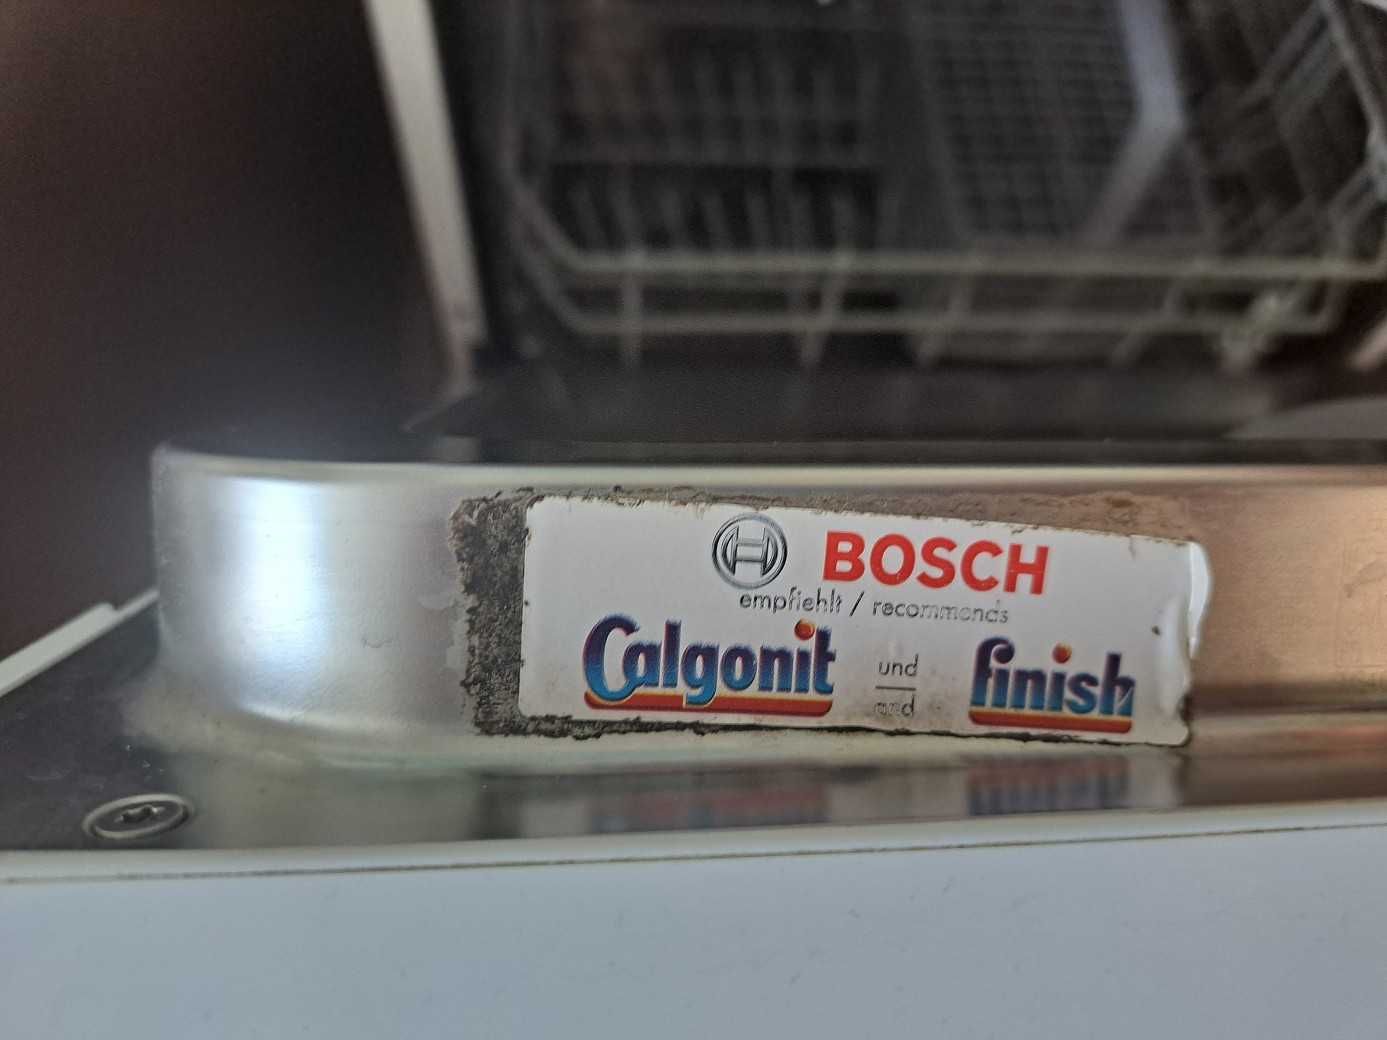 BOSCH
empfiehlt / recommends
Calgonit und finish
and